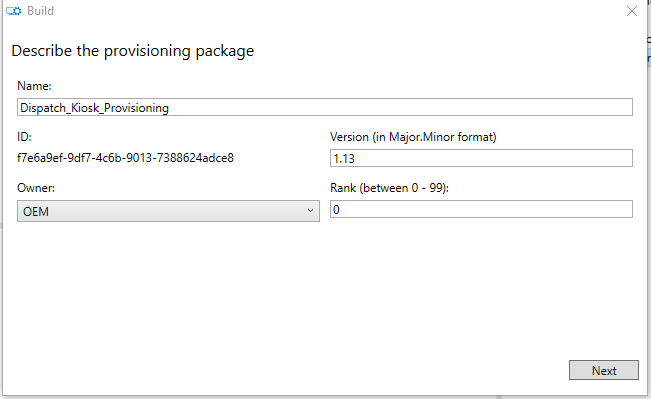 Build
Describe the provisioning package
Name:
Dispatch_Kiosk_Provisioning
ID:
Version (in Major.Minor format)
f7e6a9ef-9df7-4c6b-9013-7388624adce8
1.13
Owner:
Rank (between 0 - 99):
OEM
0
Next